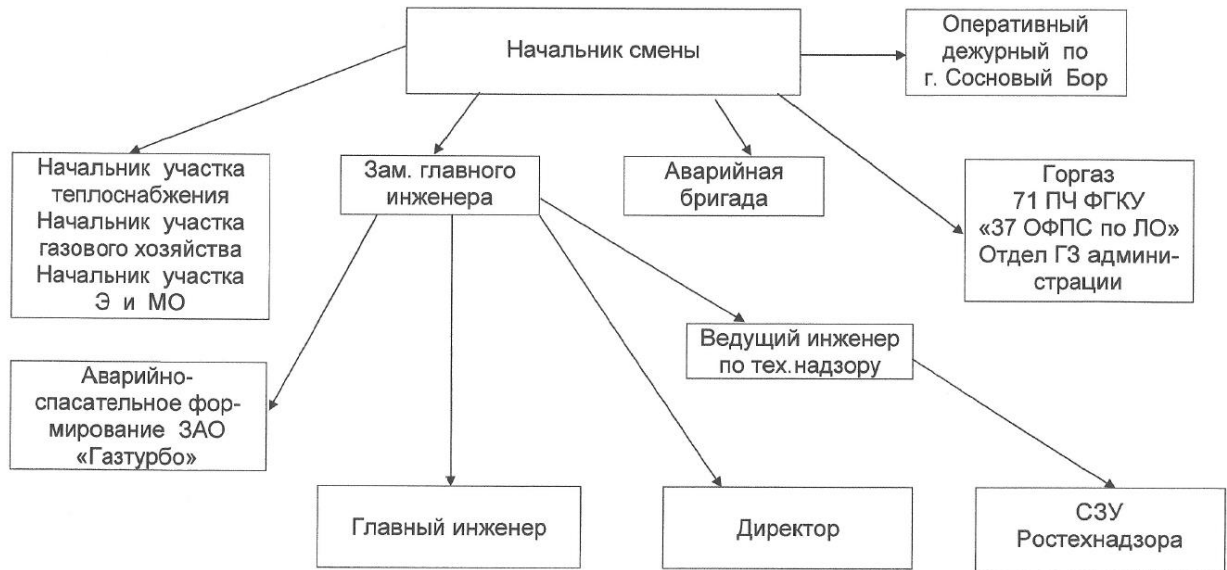 Начальник смены
Оперативный
дежурный по
г. Сосновый Бор
Начальник участка
теплоснабжения
Начальник участка
газового хозяйства
Начальник участка
Э и МО
Зам. главного
инженера
Аварийная
бригада
Горгаз
71 ПЧ ФГКУ
«37 ОФПС по ЛО»
Отдел ГЗ админи-
страции
Ведущий инженер
по тех.надзору
Аварийно-
спасательное фор-
мирование ЗАО
«Газтурбо»
Главный инженер
Директор
СЗУ
Ростехнадзора